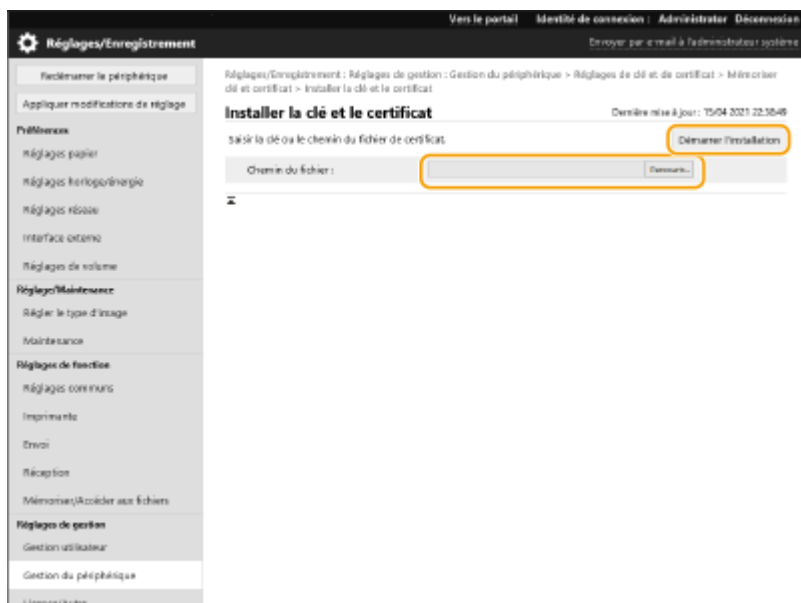 Vers le portail Identité de connexion : Administrator Déconnexion
Réglages/Enregistrement
Envoyer par e-mail à l'administrateur système
Redémarrer le périphérique
Appliquer modifications de réglage
Préférences
Réglages papier
Réglages horloge/énergie
Réglages réseau
Interface externe
Réglages de volume
Réglage/Maintenance
Régler le type d'image
Maintenance
Réglages de fonction
Réglages communs
Imprimante
Envoi
Réception
Mémoriser/Accéder aux fichiers
Réglages de gestion
Gestion utilisateur
Gestion du périphérique
Réglages/Enregistrement : Réglages de gestion : Gestion du périphérique > Réglages de clé et de certificat > Mémoriser
clé et certificat > Installer la clé et le certificat
Installer la clé et le certificat
Dernière mise à jour : 15/04 2021 22:38:49
Saisir la clé ou le chemin du fichier de certificat.
Démarrer l'installation
Chemin du fichier :
Parcourir...